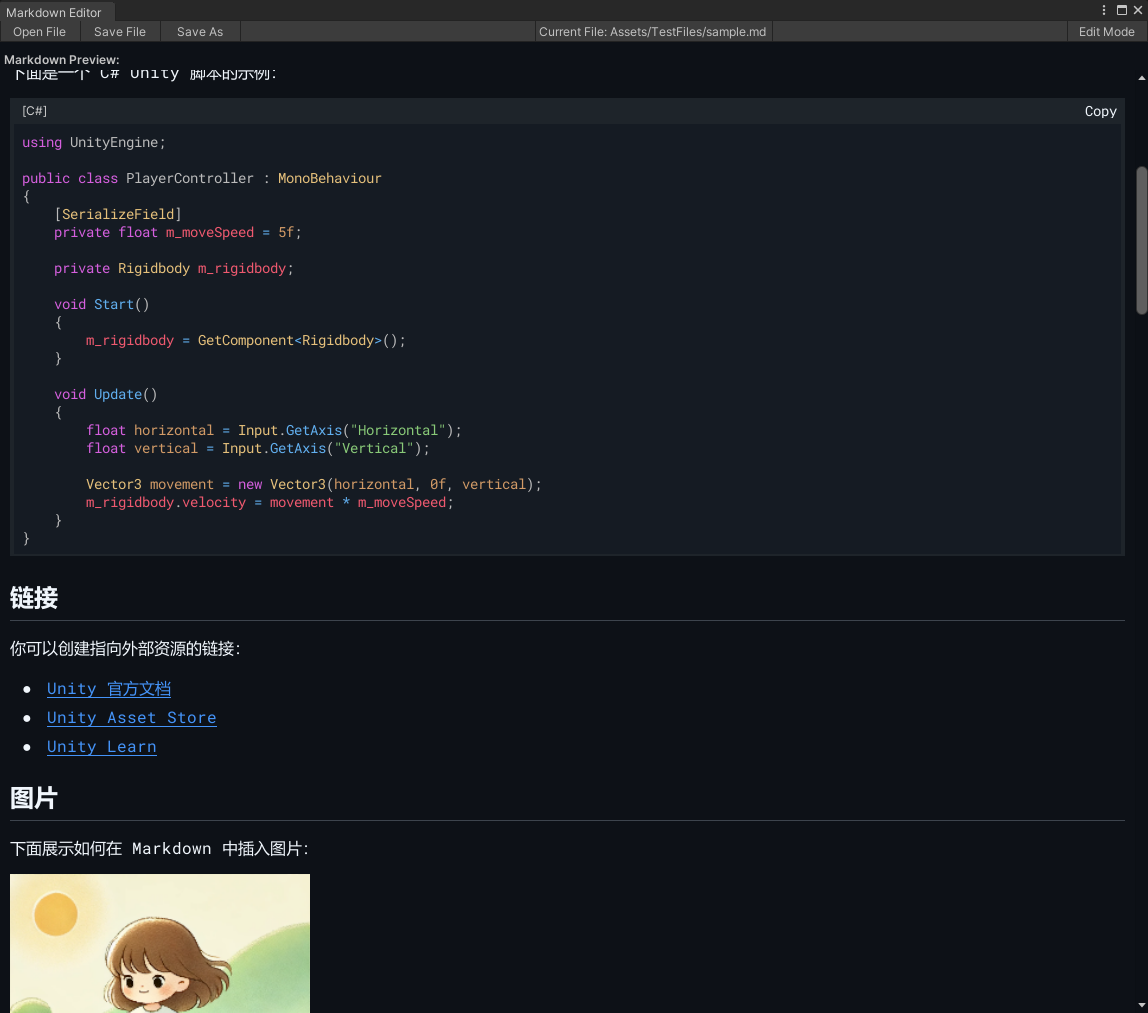 Markdown Editor
Open File Save File Save As Current File: Assets/TestFiles/sample.md Edit Mode
Markdown Preview:
下面是一个 C# Unity 脚本的示例:
[C#] Copy
using UnityEngine;
public class PlayerController : MonoBehaviour
{
[SerializeField]
private float m_moveSpeed = 5f;
private Rigidbody m_rigidbody;
void Start()
{
m_rigidbody = GetComponent<Rigidbody>();
}
void Update()
{
float horizontal = Input.GetAxis("Horizontal");
float vertical = Input.GetAxis("Vertical");
Vector3 movement = new Vector3(horizontal, 0f, vertical);
m_rigidbody.velocity = movement * m_moveSpeed;
}
}
链接
你可以创建指向外部资源的链接:
● Unity 官方文档
● Unity Asset Store
● Unity Learn
图片
下面展示如何在 Markdown 中插入图片: